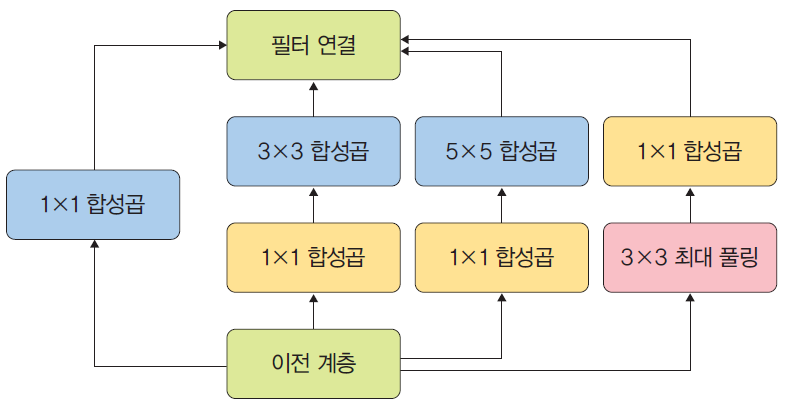 필터 연결
3×3 합성곱
5×5 합성곱
1×1 합성곱
1×1 합성곱
1×1 합성곱
1×1 합성곱
3×3 최대 풀링
이전 계층